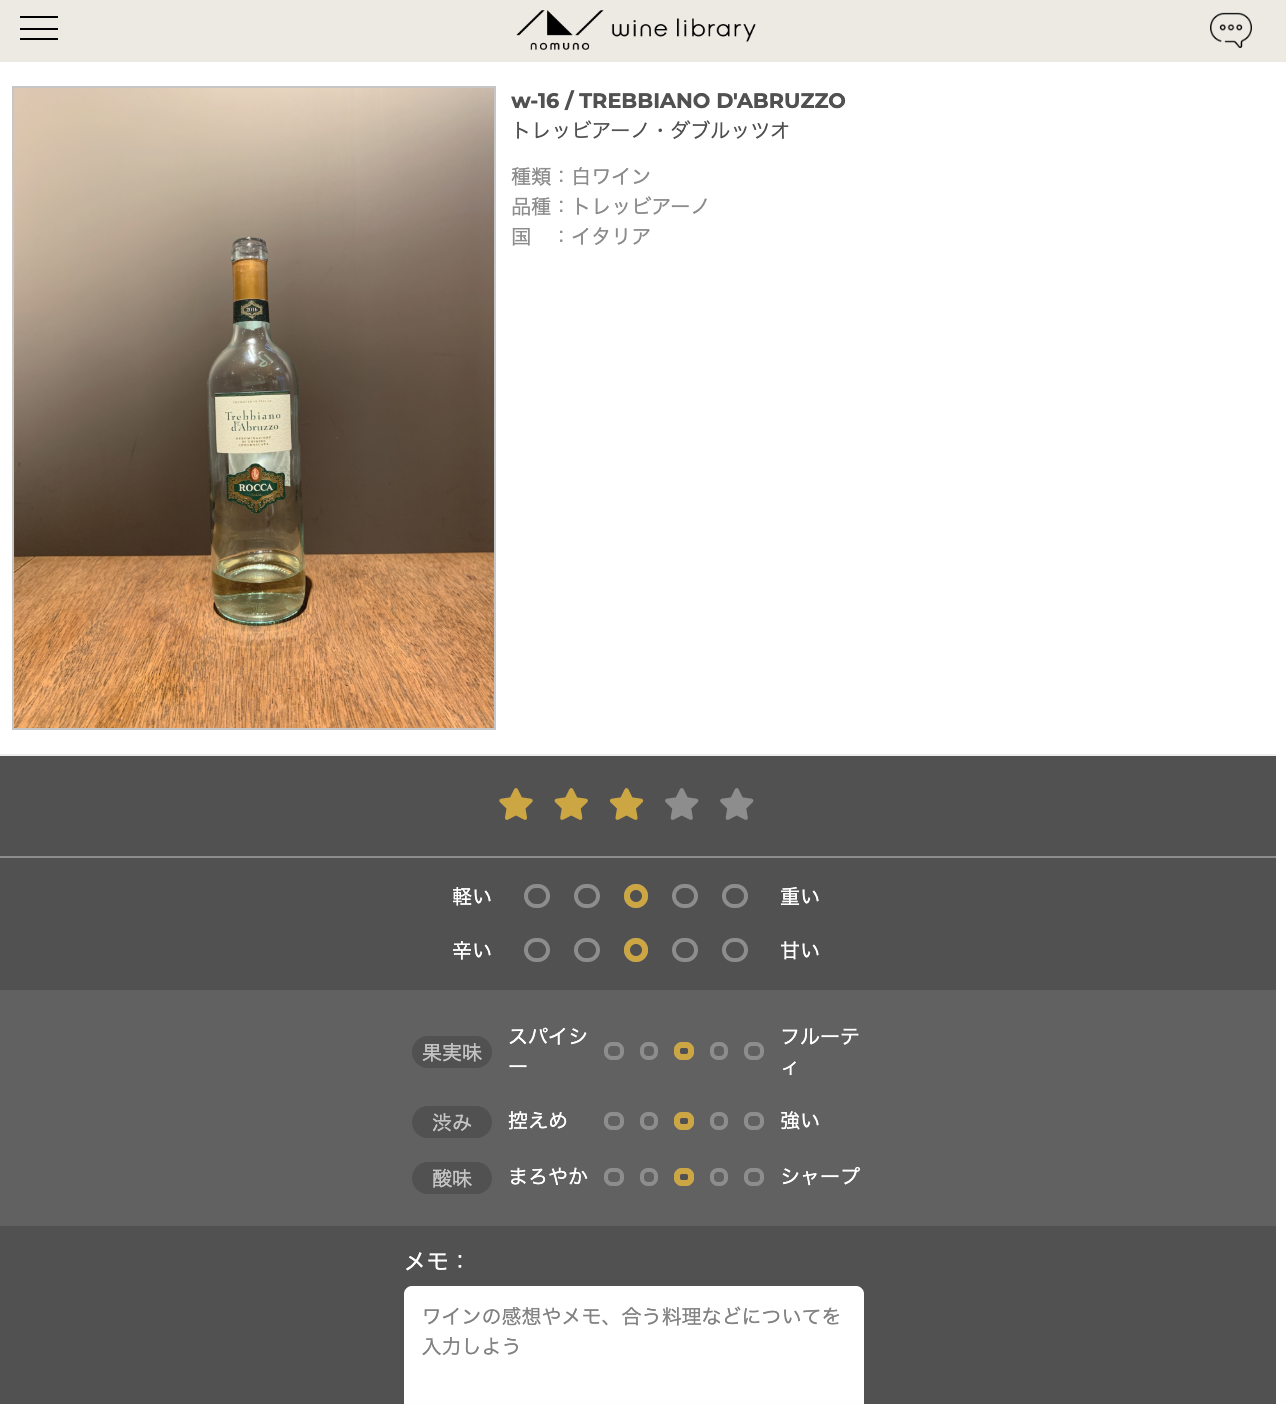 nomuno
wine library
w-16 / TREBBIANO D'ABRUZZO
トレッビアーノ・ダブルッツオ
種類：白ワイン
品種：トレッビアーノ
国　：イタリア
Trebbiano
d'Abruzzo
ROCCA
軽い
重い
辛い
甘い
果実味
スパイシ
ー
フルーテ
ィ
渋み
控えめ
強い
酸味
まろやか
シャープ
メモ：
ワインの感想やメモ、合う料理などについてを
入力しよう